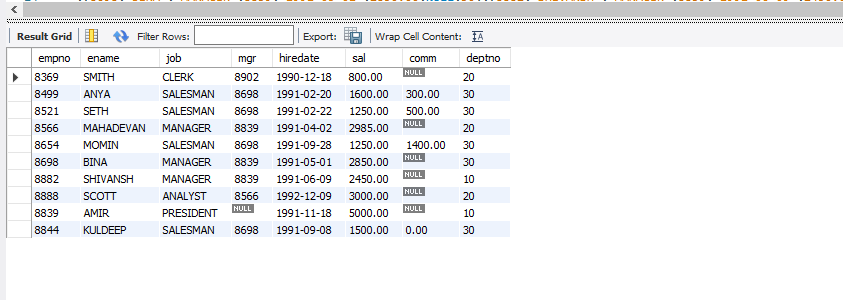 Result Grid Filter Rows: Export: Wrap Cell Content: IA
empno ename job mgr hiredate sal comm deptno
8369 SMITH CLERK 8902 1990-12-18 800.00 NULL 20
8499 ANYA SALESMAN 8698 1991-02-20 1600.00 300.00 30
8521 SETH SALESMAN 8698 1991-02-22 1250.00 500.00 30
8566 MAHADEVAN MANAGER 8839 1991-04-02 2985.00 NULL 20
8654 MOMIN SALESMAN 8698 1991-09-28 1250.00 1400.00 30
8698 BINA MANAGER 8839 1991-05-01 2850.00 NULL 30
8882 SHIVANSH MANAGER 8839 1991-06-09 2450.00 NULL 10
8888 SCOTT ANALYST 8566 1992-12-09 3000.00 NULL 20
8839 AMIR PRESIDENT NULL 1991-11-18 5000.00 NULL 10
8844 KULDEEP SALESMAN 8698 1991-09-08 1500.00 0.00 30